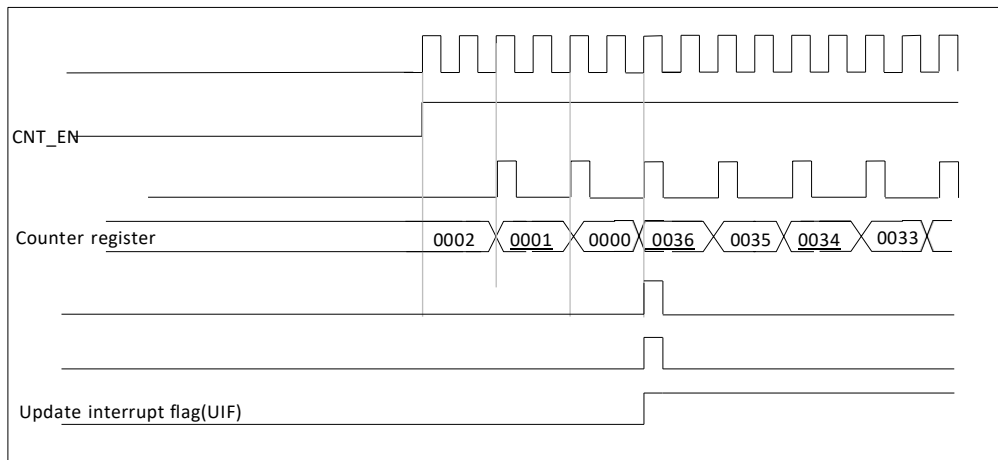 CNT_EN
Counter register 0002 0001 0000 0036 0035 0034 0033
Update interrupt flag(UIF)